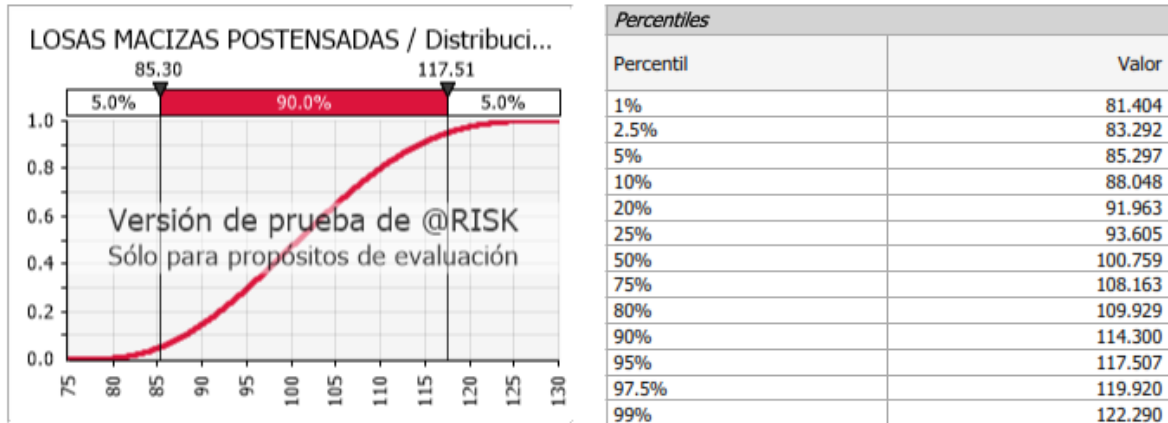 LOSAS MACIZAS POSTENSADAS / Distribuci...
85.30 117.51
5.0% 90.0% 5.0%
1.0
0.8
0.6
0.4
0.2
0.0
Versión de prueba de @RISK
Sólo para propósitos de evaluación
75 80 85 90 95 100 105 110 115 120 125 130
Percentiles
Percentil Valor
1% 81.404
2.5% 83.292
5% 85.297
10% 88.048
20% 91.963
25% 93.605
50% 100.759
75% 108.163
80% 109.929
90% 114.300
95% 117.507
97.5% 119.920
99% 122.290